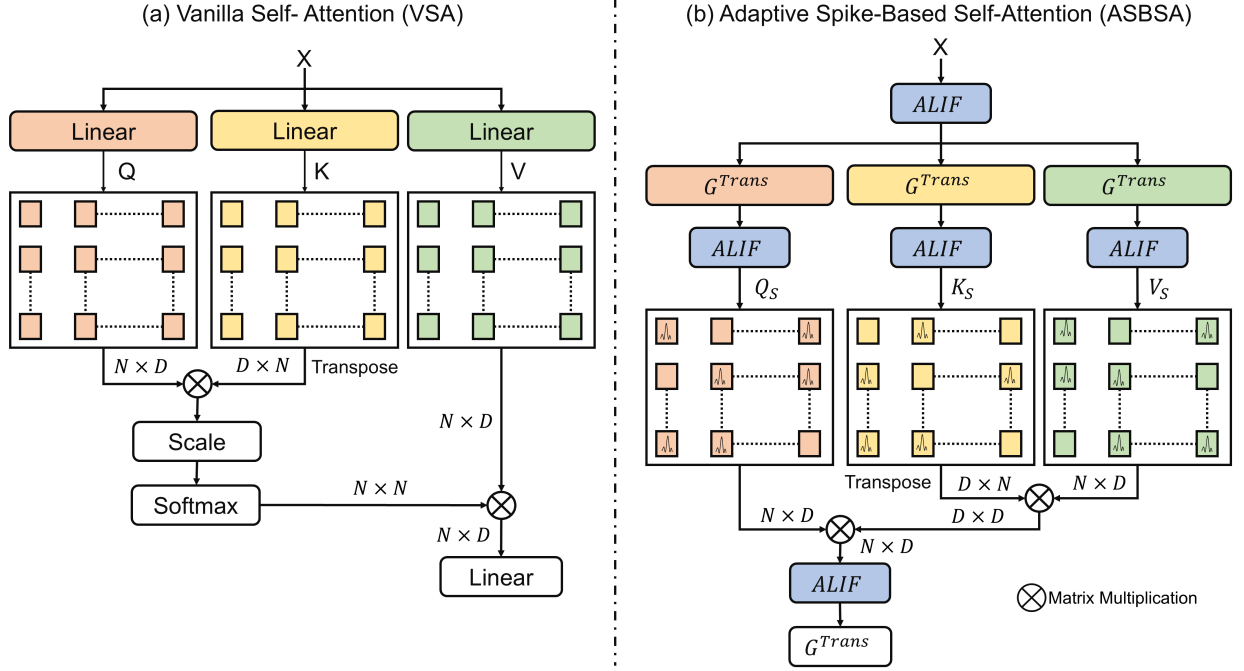 (a) Vanilla Self- Attention (VSA)
X
Linear
Linear
Linear
Q
K
V
N × D
D × N
Transpose
N × D
Scale
Softmax
N × N
N × D
Linear
(b) Adaptive Spike-Based Self-Attention (ASBSA)
X
ALIF
G^Trans
G^Trans
G^Trans
ALIF
ALIF
ALIF
Q_S
K_S
V_S
Transpose
D × N
N × D
N × D
D × D
N × D
ALIF
G^Trans
Matrix Multiplication